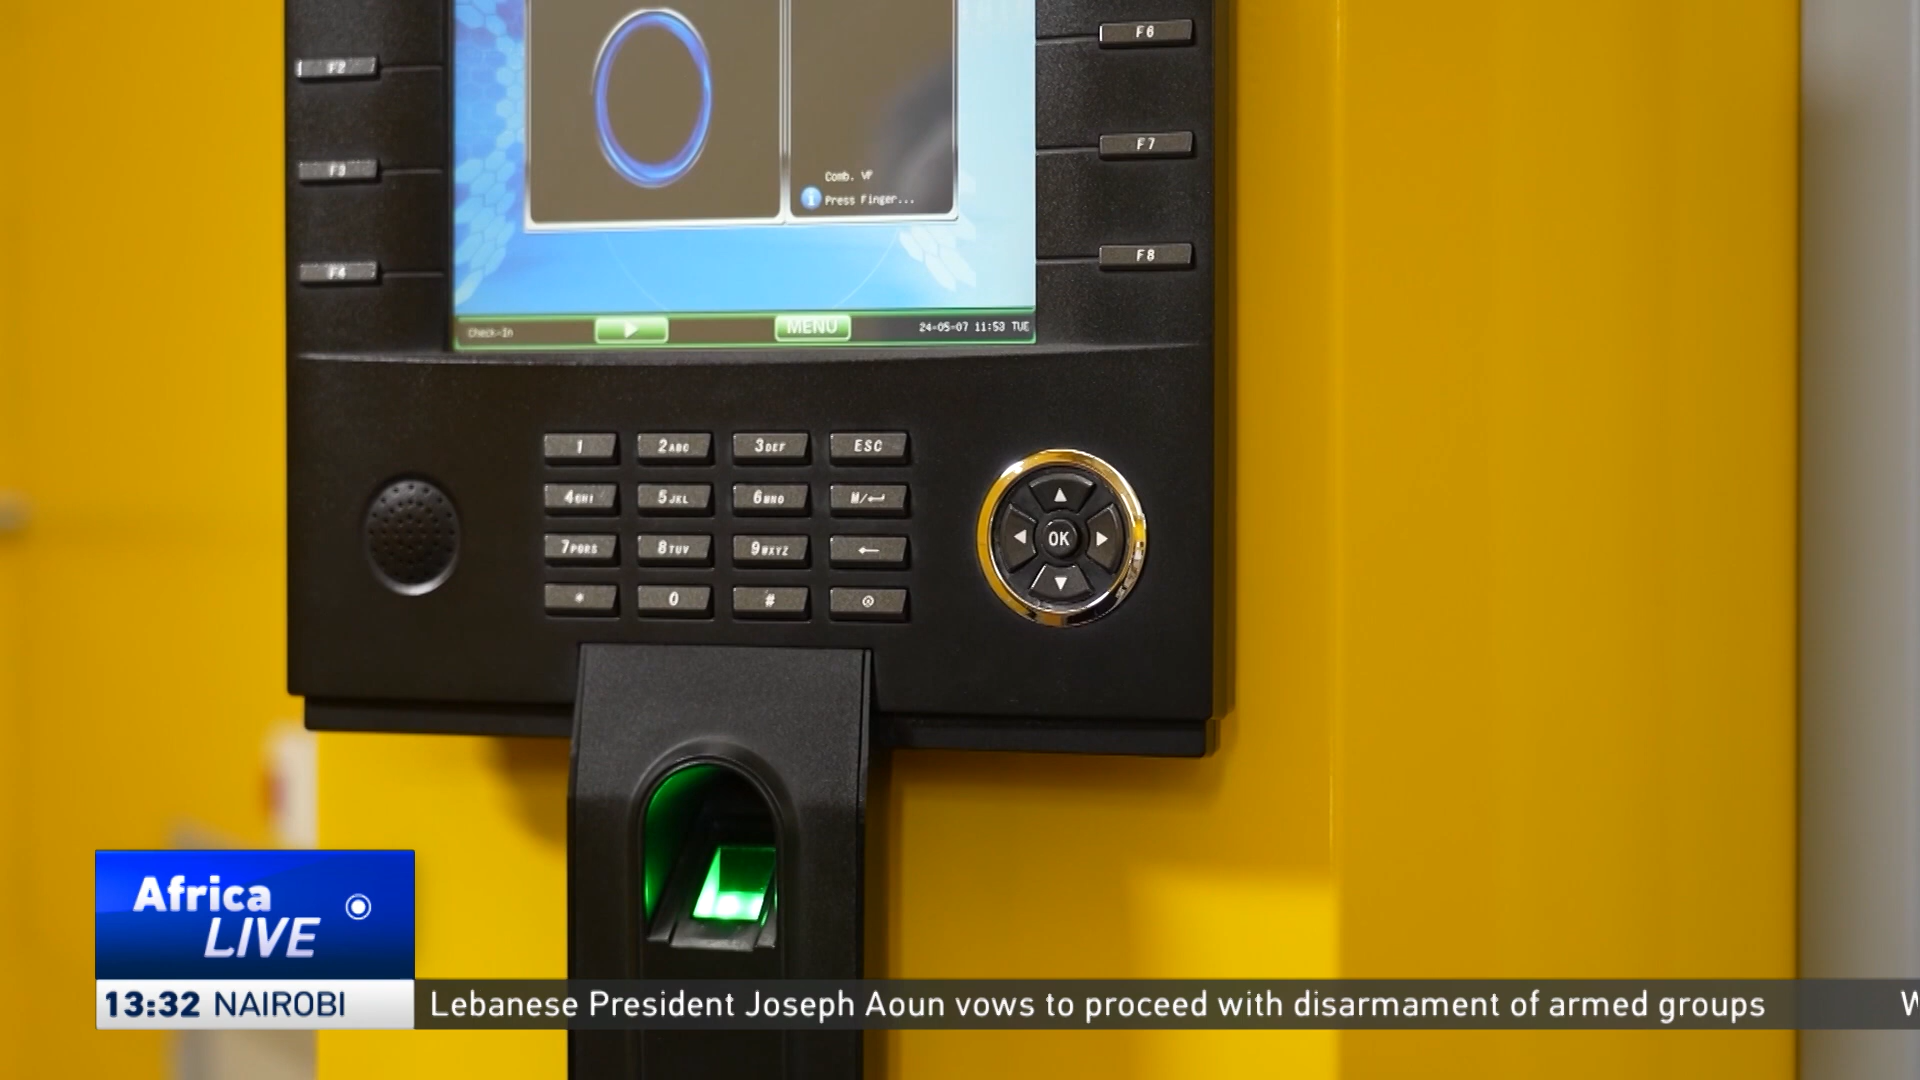 F2
F3
F4
F6
F7
F8
Comb. VF
Press Finger...
Check-In
MENU
24-05-07 11:53 TUE
1 2ABC 3DEF ESC
4GHI 5JKL 6MNO M/
7PQRS 8TUV 9WXYZ
* 0 #
OK
Africa
LIVE
13:32 NAIROBI
Lebanese President Joseph Aoun vows to proceed with disarmament of armed groups